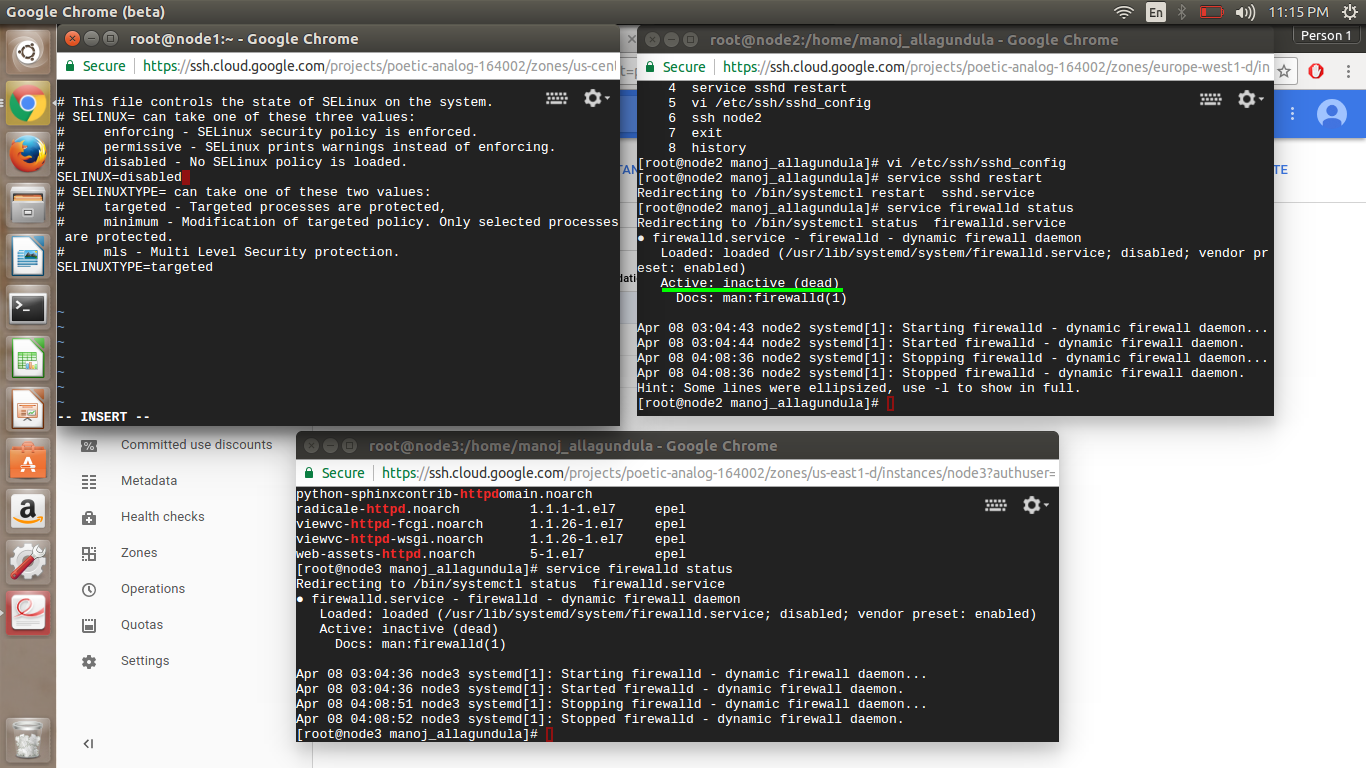 Google Chrome (beta)
En
11:15 PM
root@node1:~ - Google Chrome
Secure
https://ssh.cloud.google.com/projects/poetic-analog-164002/zones/us-cent
# This file controls the state of SELinux on the system.
# SELINUX= can take one of these three values:
#     enforcing - SELinux security policy is enforced.
#     permissive - SELinux prints warnings instead of enforcing.
#     disabled - No SELinux policy is loaded.
SELINUX=disabled
# SELINUXTYPE= can take one of these two values:
#     targeted - Targeted processes are protected,
#     minimum - Modification of targeted policy. Only selected processes
 are protected.
#     mls - Multi Level Security protection.
SELINUXTYPE=targeted
~
~
~
~
~
~
~
-- INSERT --
root@node2:/home/manoj_allagundula - Google Chrome
Person 1
Secure
https://ssh.cloud.google.com/projects/poetic-analog-164002/zones/europe-west1-d/in
    4  service sshd restart
    5  vi /etc/ssh/sshd_config
    6  ssh node2
    7  exit
    8  history
[root@node2 manoj_allagundula]# vi /etc/ssh/sshd_config
[root@node2 manoj_allagundula]# service sshd restart
Redirecting to /bin/systemctl restart  sshd.service
[root@node2 manoj_allagundula]# service firewalld status
Redirecting to /bin/systemctl status  firewalld.service
● firewalld.service - firewalld - dynamic firewall daemon
   Loaded: loaded (/usr/lib/systemd/system/firewalld.service; disabled; vendor pr
eset: enabled)
   Active: inactive (dead)
     Docs: man:firewalld(1)
Apr 08 03:04:43 node2 systemd[1]: Starting firewalld - dynamic firewall daemon...
Apr 08 03:04:44 node2 systemd[1]: Started firewalld - dynamic firewall daemon.
Apr 08 04:08:36 node2 systemd[1]: Stopping firewalld - dynamic firewall daemon...
Apr 08 04:08:36 node2 systemd[1]: Stopped firewalld - dynamic firewall daemon.
Hint: Some lines were ellipsized, use -l to show in full.
[root@node2 manoj_allagundula]#
Committed use discounts
Metadata
Health checks
Zones
Operations
Quotas
Settings
root@node3:/home/manoj_allagundula - Google Chrome
Secure
https://ssh.cloud.google.com/projects/poetic-analog-164002/zones/us-east1-d/instances/node3?authuser=
python-sphinxcontrib-httpdomain.noarch
radicale-httpd.noarch         1.1.1-1.el7     epel
viewvc-httpd-fcgi.noarch      1.1.26-1.el7    epel
viewvc-httpd-wsgi.noarch      1.1.26-1.el7    epel
web-assets-httpd.noarch       5-1.el7         epel
[root@node3 manoj_allagundula]# service firewalld status
Redirecting to /bin/systemctl status  firewalld.service
● firewalld.service - firewalld - dynamic firewall daemon
   Loaded: loaded (/usr/lib/systemd/system/firewalld.service; disabled; vendor preset: enabled)
   Active: inactive (dead)
     Docs: man:firewalld(1)
Apr 08 03:04:36 node3 systemd[1]: Starting firewalld - dynamic firewall daemon...
Apr 08 03:04:36 node3 systemd[1]: Started firewalld - dynamic firewall daemon.
Apr 08 04:08:51 node3 systemd[1]: Stopping firewalld - dynamic firewall daemon...
Apr 08 04:08:52 node3 systemd[1]: Stopped firewalld - dynamic firewall daemon.
[root@node3 manoj_allagundula]#